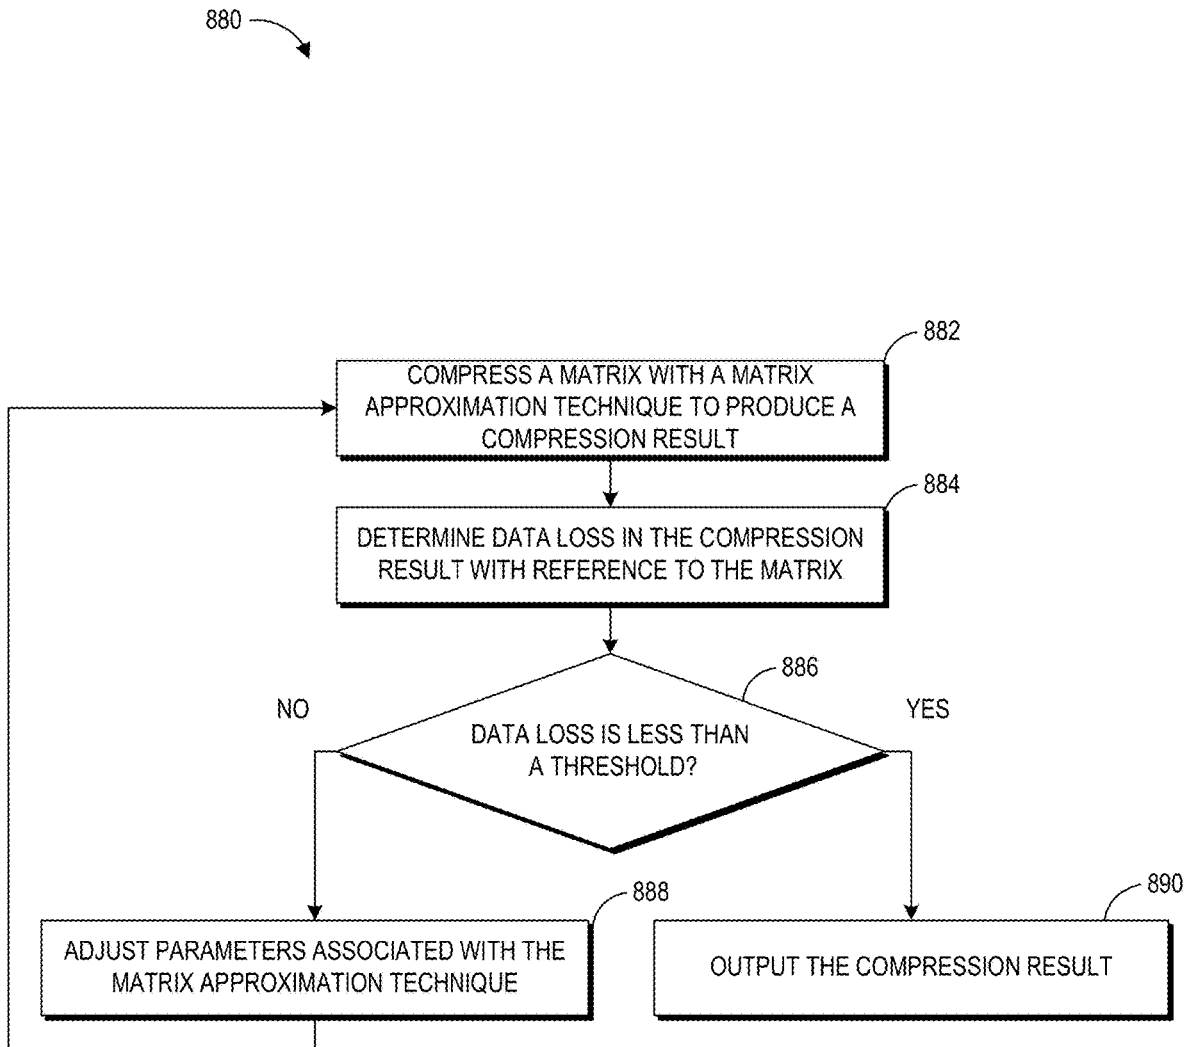 880
882
COMPRESS A MATRIX WITH A MATRIX
APPROXIMATION TECHNIQUE TO PRODUCE A
COMPRESSION RESULT
884
DETERMINE DATA LOSS IN THE COMPRESSION
RESULT WITH REFERENCE TO THE MATRIX
886
NO
YES
DATA LOSS IS LESS THAN
A THRESHOLD?
888
890
ADJUST PARAMETERS ASSOCIATED WITH THE
MATRIX APPROXIMATION TECHNIQUE
OUTPUT THE COMPRESSION RESULT